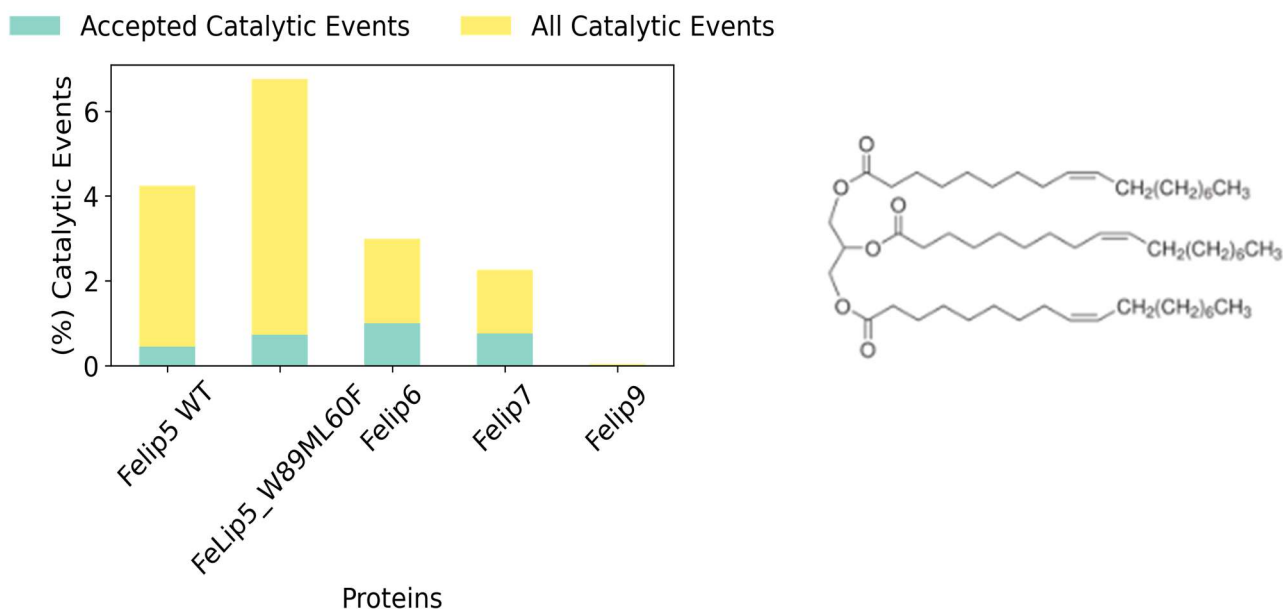 Accepted Catalytic Events
All Catalytic Events
(%) Catalytic Events
6
4
2
0
Felip5 WT
FeLip5_W89ML60F
Felip6
Felip7
Felip9
Proteins
O
O
CH₂(CH₂)₆CH₃
O
O
CH₂(CH₂)₆CH₃
O
CH₂(CH₂)₆CH₃
O